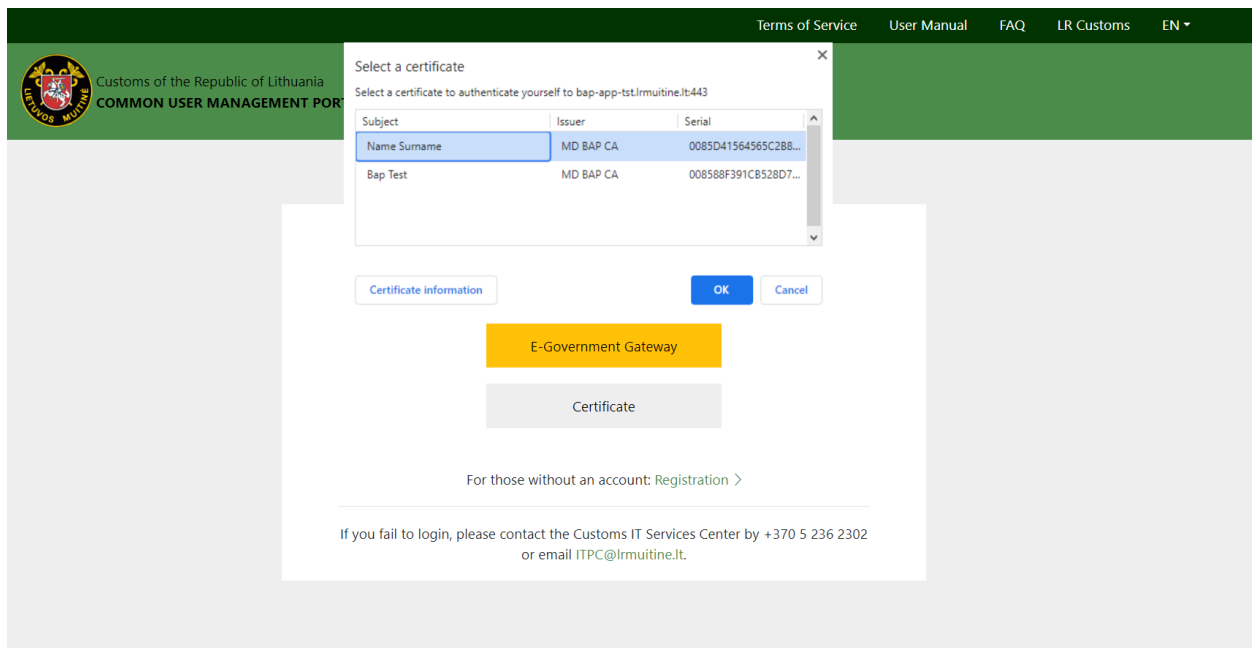 Terms of Service User Manual FAQ LR Customs EN
Customs of the Republic of Lithuania
COMMON USER MANAGEMENT POR
LIETUVOS MUITINĖ
Select a certificate
Select a certificate to authenticate yourself to bap-app-tst.lrmuitine.lt:443
Subject Issuer Serial
Name Surname MD BAP CA 0085D41564565C2B8...
Bap Test MD BAP CA 008588F391CB528D7...
Certificate information OK Cancel
E-Government Gateway
Certificate
For those without an account: Registration >
If you fail to login, please contact the Customs IT Services Center by +370 5 236 2302
or email ITPC@lrmuitine.lt.